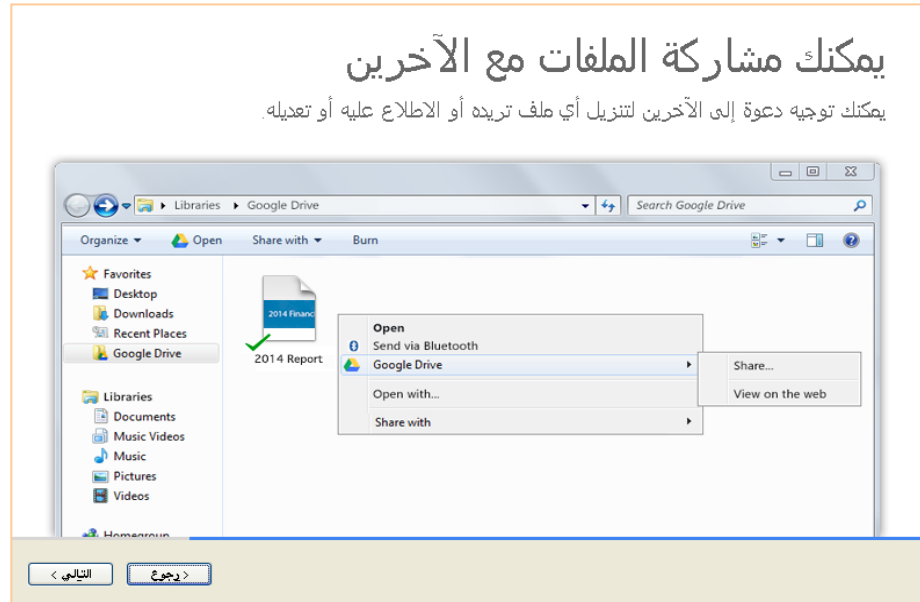 يمكنك مشاركة الملفات مع الآخرين
يمكنك توجيه دعوة إلى الآخرين لتنزيل أي ملف تريده أو الاطلاع عليه أو تعديله.
Libraries
Google Drive
Search Google Drive
Organize
Open
Share with
Burn
Favorites
Desktop
Downloads
Recent Places
Google Drive
Libraries
Documents
Music Videos
Music
Pictures
Videos
Homegroup
2014 Financ
2014 Report
Open
Send via Bluetooth
Google Drive
Open with...
Share with
Share...
View on the web
< رجوع
التالي >